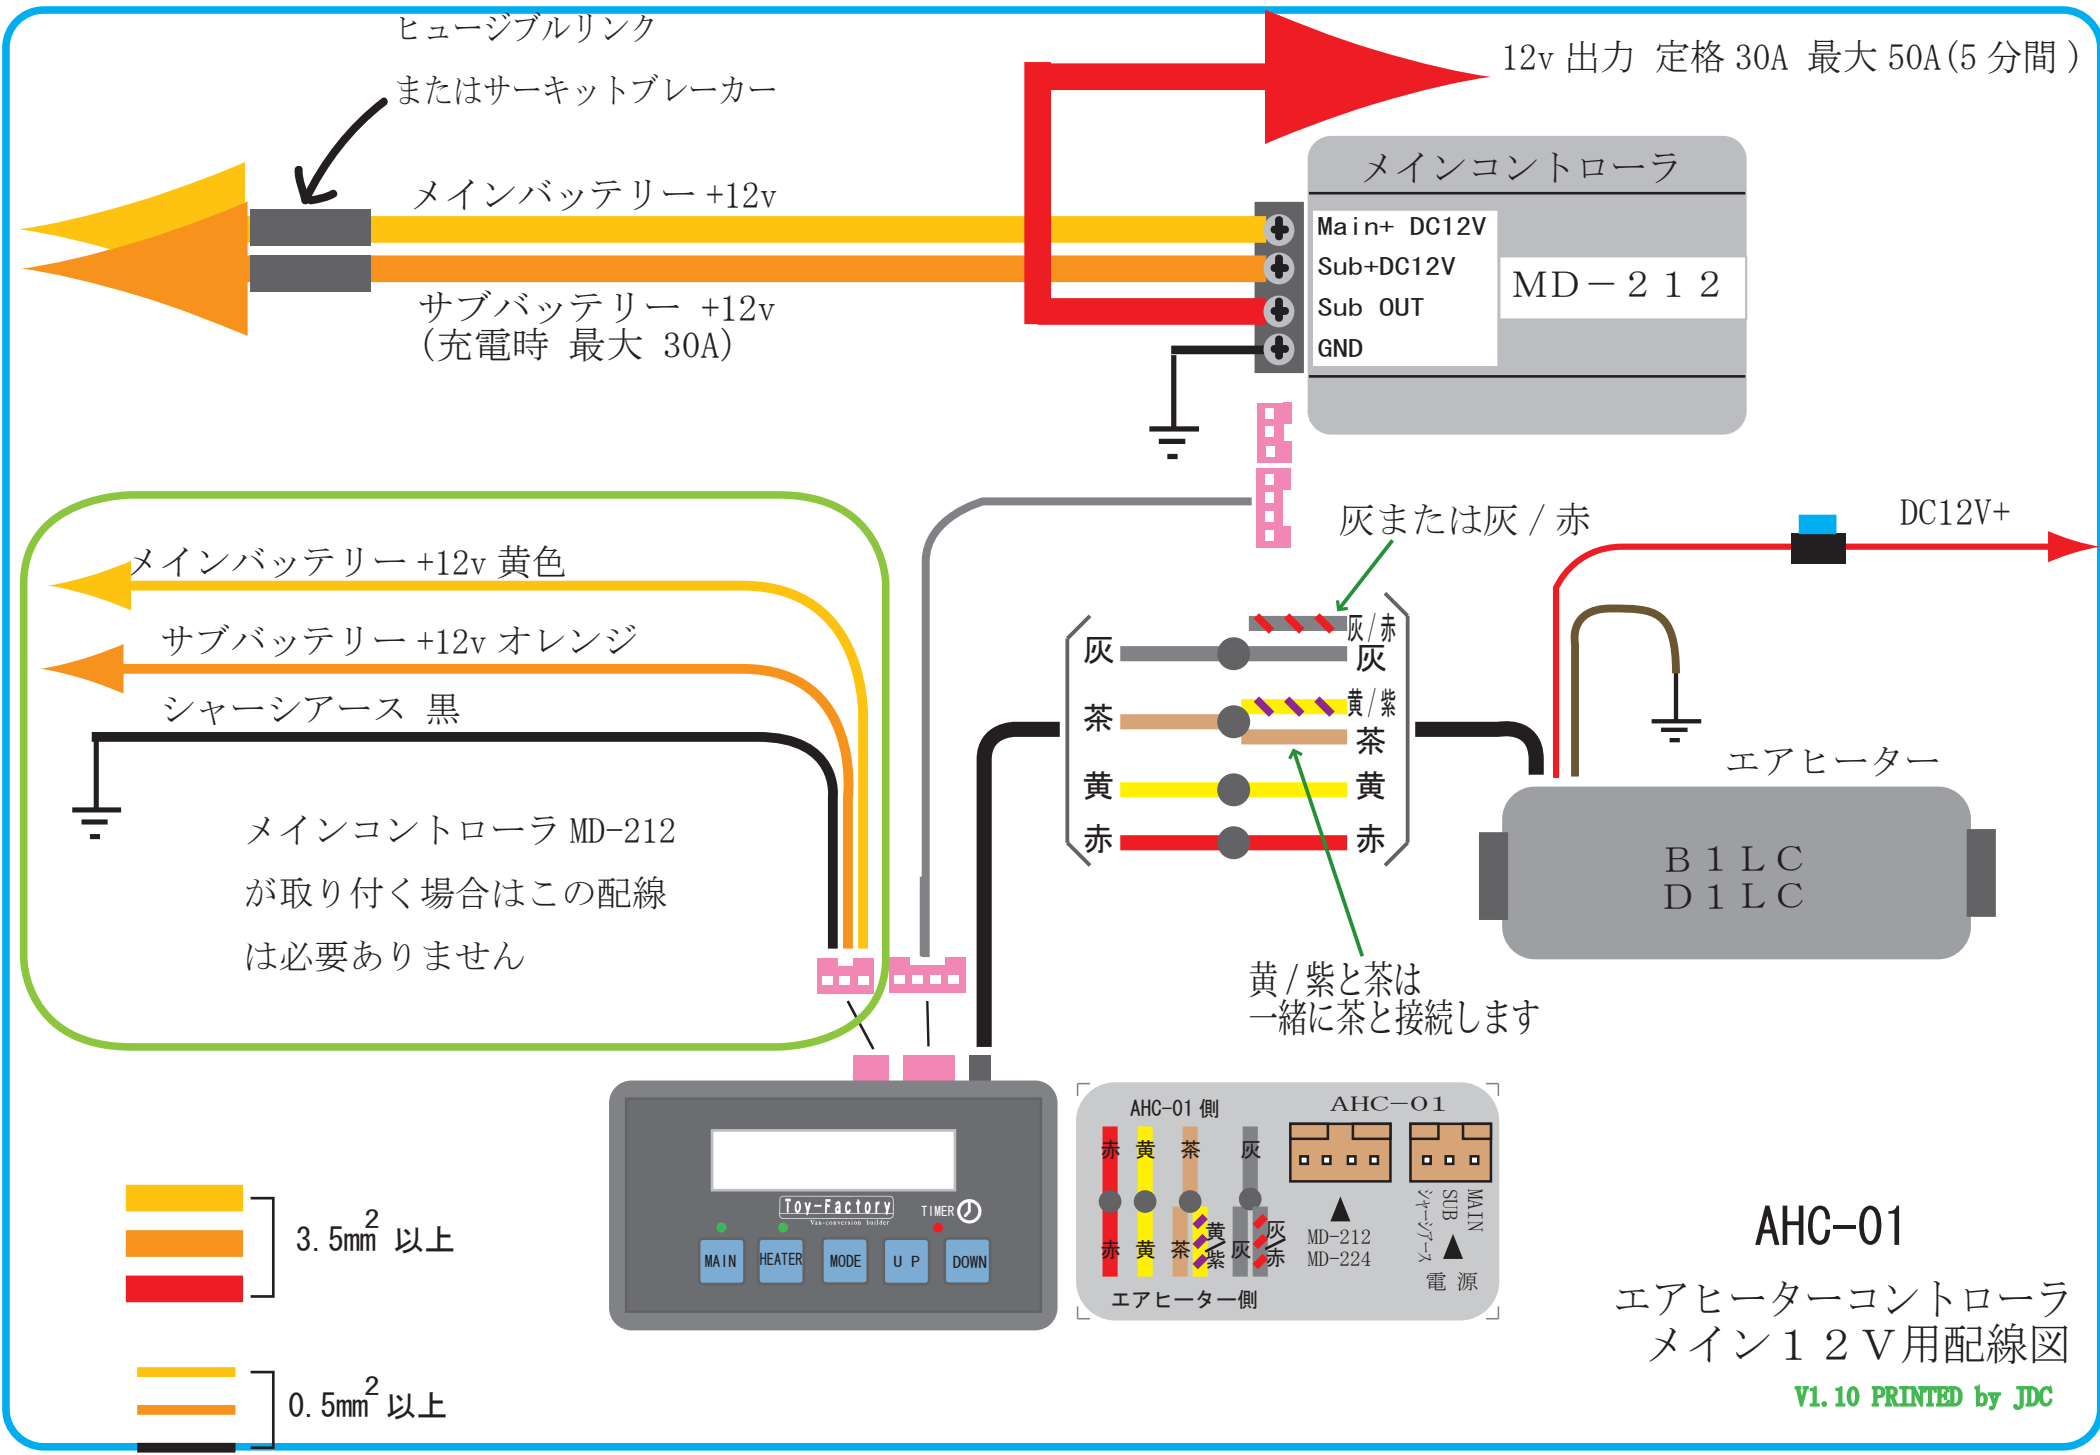 ヒュージブルリンク
またはサーキットブレーカー
12v 出力 定格 30A 最大 50A(5 分間 )
メインバッテリー +12v
サブバッテリー +12v
(充電時 最大 30A)
メインコントローラ
Main+ DC12V
Sub+DC12V
Sub OUT
GND
MD－２１２
メインバッテリー +12v 黄色
サブバッテリー +12v オレンジ
シャーシアース 黒
メインコントローラ MD-212
が取り付く場合はこの配線
は必要ありません
灰または灰 / 赤
DC12V+
灰/赤
灰 灰
黄/紫
茶 茶
黄 黄
赤 赤
黄 / 紫と茶は
一緒に茶と接続します
エアヒーター
Ｂ１ＬＣ
Ｄ１ＬＣ
Toy-Factory
Van-conversion builder
TIMER
MAIN HEATER MODE U P DOWN
AHC-01 側
赤 黄 茶 灰
赤 黄 茶 黄/紫 灰 灰/赤
エアヒーター側
AHC-01
MD-212
MD-224
シャーシアース
SUB
MAIN
電 源
3.5mm2 以上
0.5mm2 以上
AHC-01
エアヒーターコントローラ
メイン１２Ｖ用配線図
V1.10 PRINTED by JDC